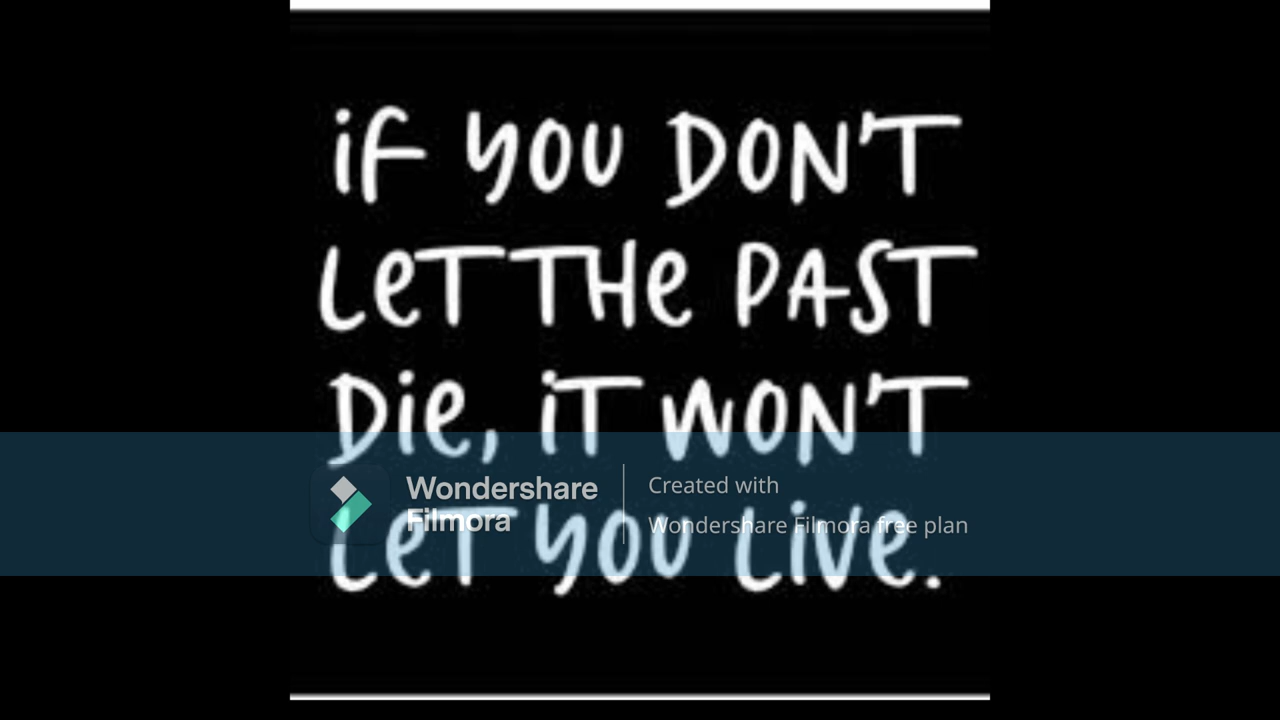 iF YOU DON'T
LeT THe PAST
Die, iT WON'T
LeT YOU LiVe.
Wondershare
Filmora
Created with
Wondershare Filmora free plan